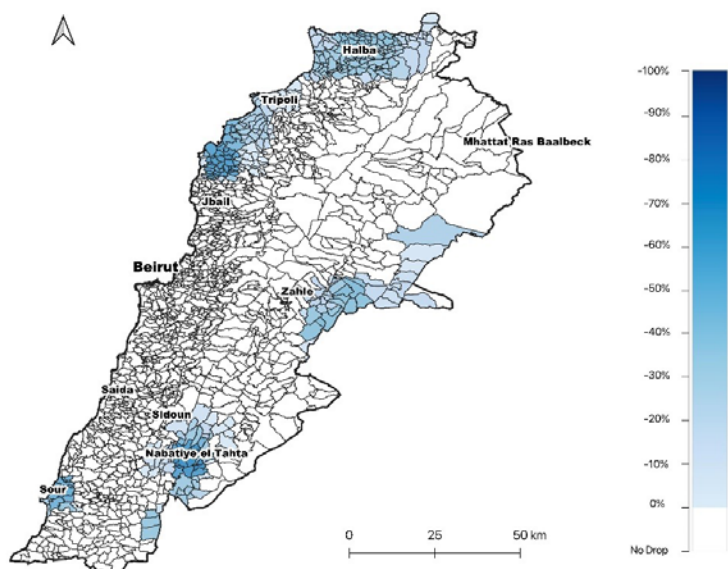 Halba
Tripoli
Mhattat Ras Baalbeck
Jbail
Beirut
Zahle
Saida
Sidoun
Nabatiye el Tahta
Sour
0 25 50 km
-100%
-90%
-80%
-70%
-60%
-50%
-40%
-30%
-20%
-10%
0%
No Drop